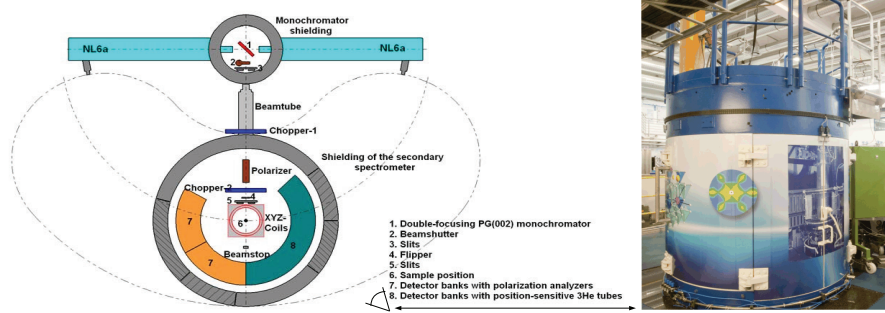 Monochromator
shielding
NL6a
1
NL6a
2
3
Beamtube
Chopper-1
Shielding of the secondary
spectrometer
Polarizer
Chopper-2
4
5
7
6
XYZ-
Coils
8
Beamstop
7
1. Double-focusing PG(002) monochromator
2. Beamshutter
3. Slits
4. Flipper
5. Slits
6. Sample position
7. Detector banks with polarization analyzers
8. Detector banks with position-sensitive 3He tubes